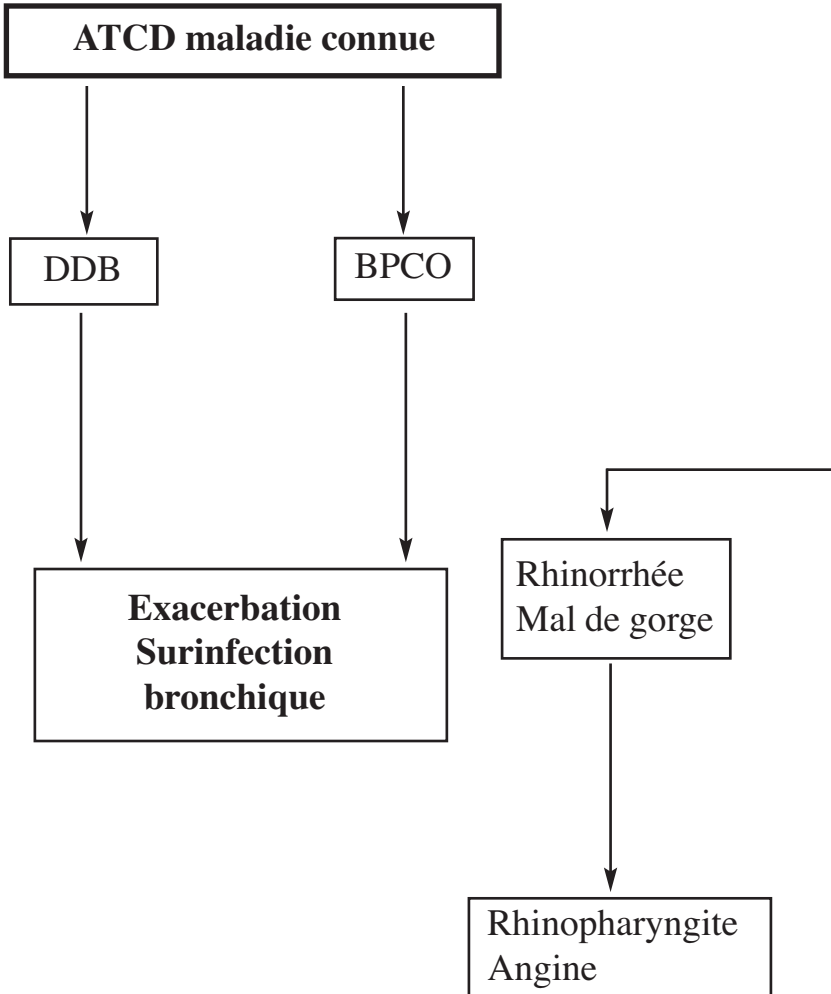 ATCD maladie connue
DDB
BPCO
Exacerbation
Surinfection
bronchique
Rhinorrhée
Mal de gorge
Rhinopharyngite
Angine